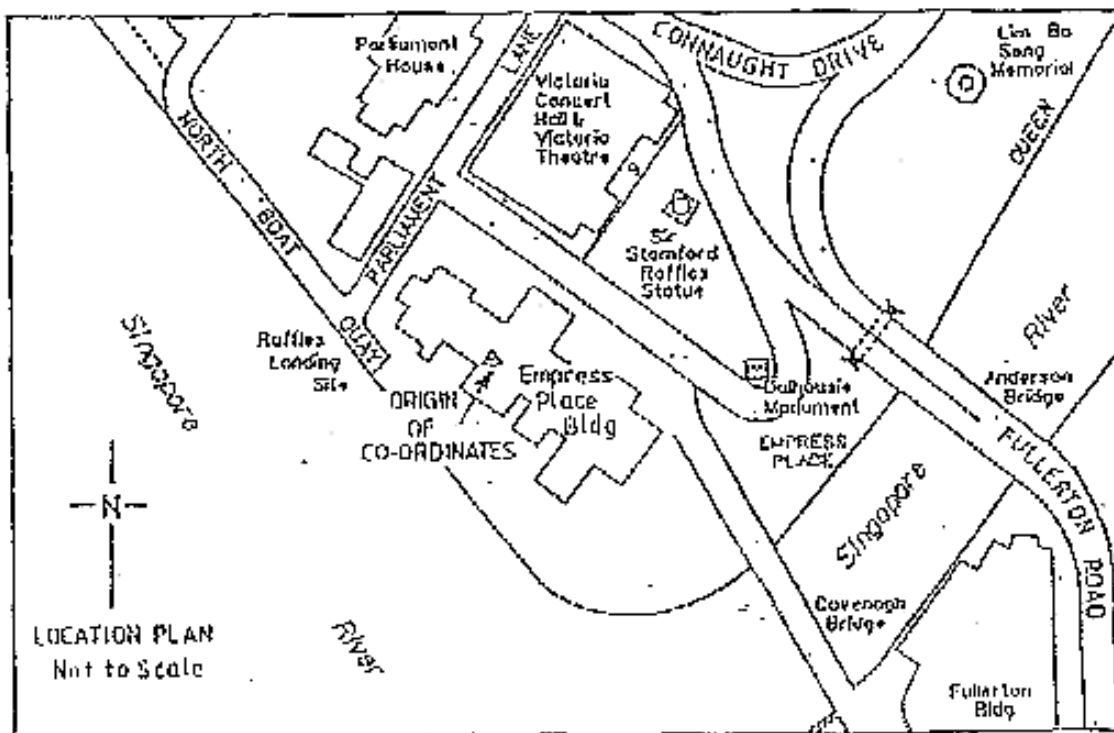 Parliament
House
LANE
Victoria
Concert
Hall &
Victoria
Theatre
CONNAUGHT DRIVE
Lim Bo
Seng
Memorial
QUEEN
NORTH BOAT QUAY
PARLIAMENT
Sir
Stamford
Raffles
Statue
Singapore
River
Raffles
Landing
Site
ORIGIN
OF
CO-ORDINATES
Empress
Place
Bldg
Dalhousie
Monument
EMPRESS
PLACE
Anderson
Bridge
FULLERTON ROAD
Singapore
River
Cavenagh
Bridge
Fullerton
Bldg
N
LOCATION PLAN
Not to Scale